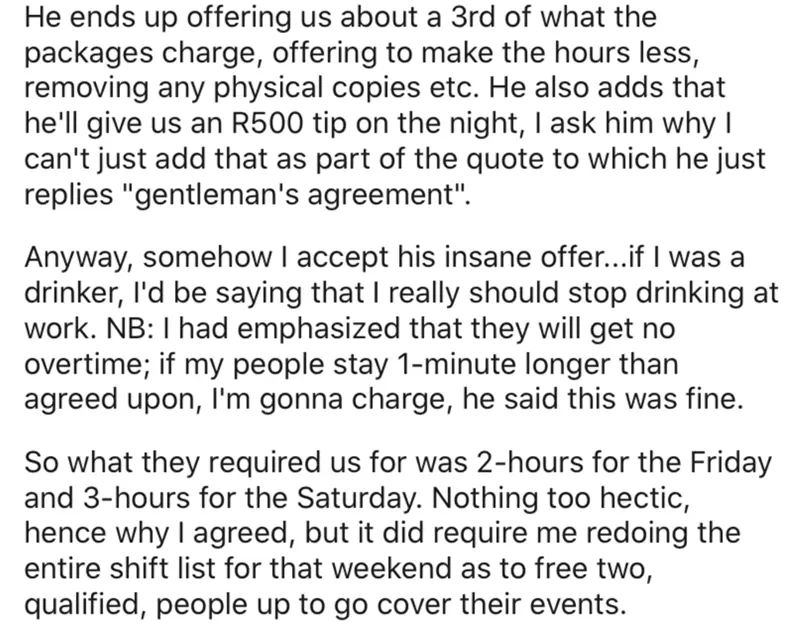 He ends up offering us about a 3rd of what the
packages charge, offering to make the hours less,
removing any physical copies etc. He also adds that
he'll give us an R500 tip on the night, I ask him why I
can't just add that as part of the quote to which he just
replies "gentleman's agreement".
Anyway, somehow I accept his insane offer...if I was a
drinker, I'd be saying that I really should stop drinking at
work. NB: I had emphasized that they will get no
overtime; if my people stay 1-minute longer than
agreed upon, I'm gonna charge, he said this was fine.
So what they required us for was 2-hours for the Friday
and 3-hours for the Saturday. Nothing too hectic,
hence why I agreed, but it did require me redoing the
entire shift list for that weekend as to free two,
qualified, people up to go cover their events.